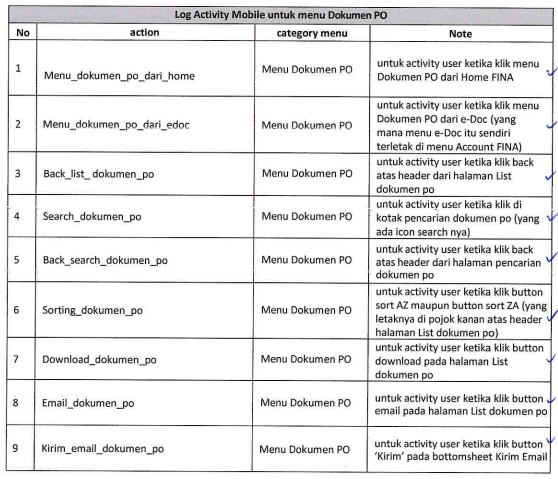 Log Activity Mobile untuk menu Dokumen PO
No action category menu Note
1 Menu_dokumen_po_dari_home Menu Dokumen PO untuk activity user ketika klik menu
Dokumen PO dari Home FINA
2 Menu_dokumen_po_dari_edoc Menu Dokumen PO untuk activity user ketika klik menu
Dokumen PO dari e-Doc (yang
mana menu e-Doc itu sendiri
terletak di menu Account FINA)
3 Back_list_ dokumen_po Menu Dokumen PO untuk activity user ketika klik back
atas header dari halaman List
dokumen po
4 Search_dokumen_po Menu Dokumen PO untuk activity user ketika klik di
kotak pencarian dokumen po (yang
ada icon search nya)
5 Back_search_dokumen_po Menu Dokumen PO untuk activity user ketika klik back
atas header dari halaman pencarian
dokumen po
6 Sorting_dokumen_po Menu Dokumen PO untuk activity user ketika klik button
sort AZ maupun button sort ZA (yang
letaknya di pojok kanan atas header
halaman List dokumen po)
7 Download_dokumen_po Menu Dokumen PO untuk activity user ketika klik button
download pada halaman List
dokumen po
8 Email_dokumen_po Menu Dokumen PO untuk activity user ketika klik button
email pada halaman List dokumen po
9 Kirim_email_dokumen_po Menu Dokumen PO untuk activity user ketika klik button
'Kirim' pada bottomsheet Kirim Email